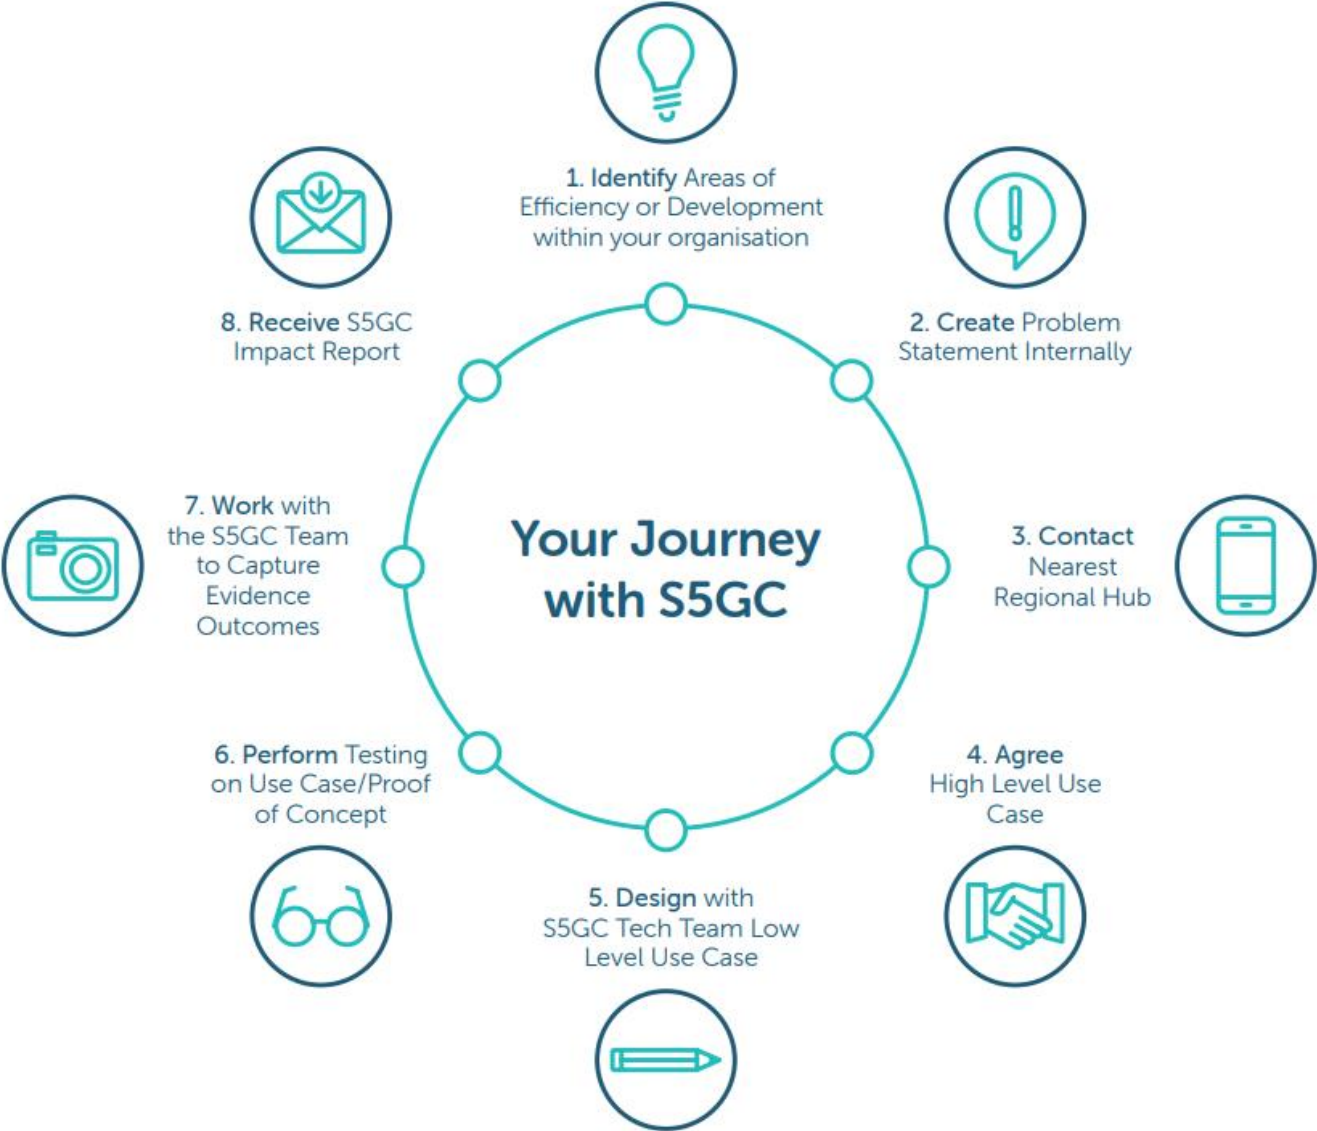 1. Identify Areas of
Efficiency or Development
within your organisation
2. Create Problem
Statement Internally
3. Contact
Nearest
Regional Hub
4. Agree
High Level Use
Case
5. Design with
S5GC Tech Team Low
Level Use Case
6. Perform Testing
on Use Case/Proof
of Concept
7. Work with
the S5GC Team
to Capture
Evidence
Outcomes
8. Receive S5GC
Impact Report
Your Journey
with S5GC